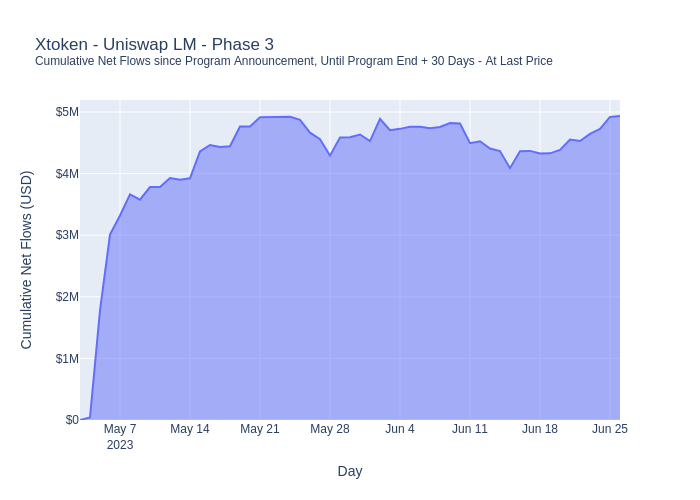 Xtoken - Uniswap LM - Phase 3
Cumulative Net Flows since Program Announcement, Until Program End + 30 Days - At Last Price
Cumulative Net Flows (USD)
$5M
$4M
$3M
$2M
$1M
$0
May 7 May 14 May 21 May 28 Jun 4 Jun 11 Jun 18 Jun 25
2023
Day